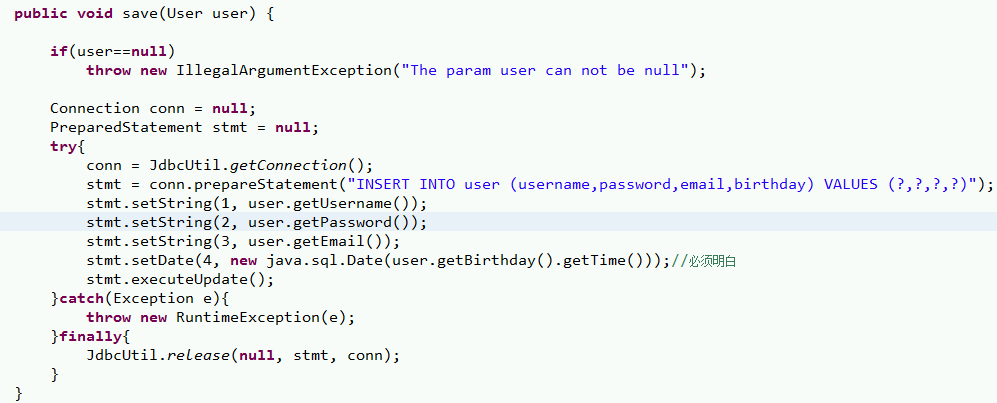 public void save(User user) {
if(user==null)
throw new IllegalArgumentException("The param user can not be null");
Connection conn = null;
PreparedStatement stmt = null;
try{
conn = JdbcUtil.getConnection();
stmt = conn.prepareStatement("INSERT INTO user (username,password,email,birthday) VALUES (?,?,?,?)");
stmt.setString(1, user.getUsername());
stmt.setString(2, user.getPassword());
stmt.setString(3, user.getEmail());
stmt.setDate(4, new java.sql.Date(user.getBirthday().getTime()));//必须明白
stmt.executeUpdate();
}catch(Exception e){
throw new RuntimeException(e);
}finally{
JdbcUtil.release(null, stmt, conn);
}
}